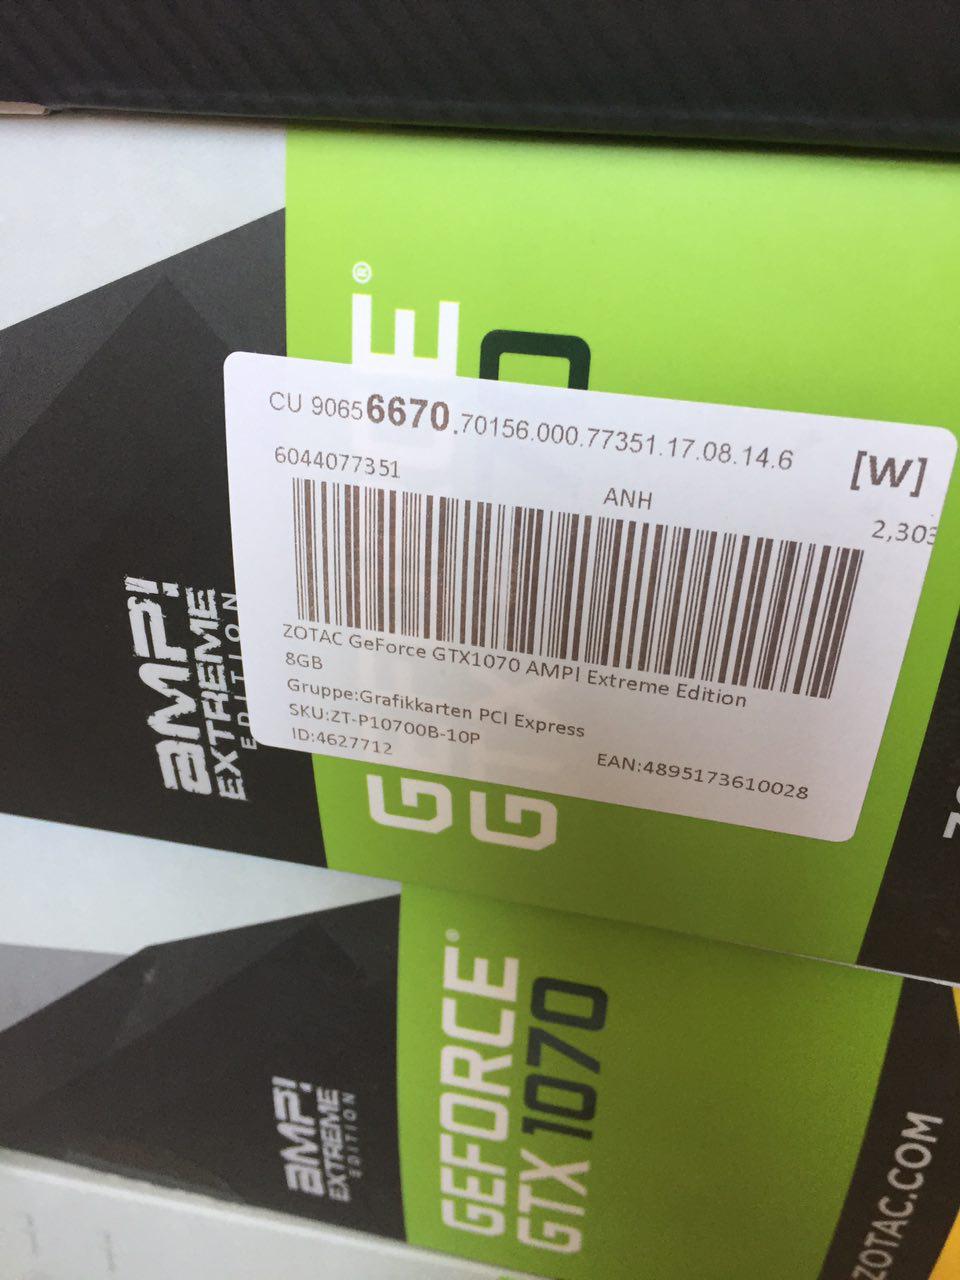 CU 90656670.70156.000.77351.17.08.14.6
[W]
6044077351
ANH
2,303
ZOTAC GeForce GTX1070 AMP! Extreme Edition
8GB
Gruppe:Grafikkarten PCI Express
SKU:ZT-P10700B-10P
ID:4627712
EAN:4895173610028
AMP!
EXTREME
EDITION
GEFORCE®
GTX 1070
AMP!
EXTREME
EDITION
ZOTAC.COM